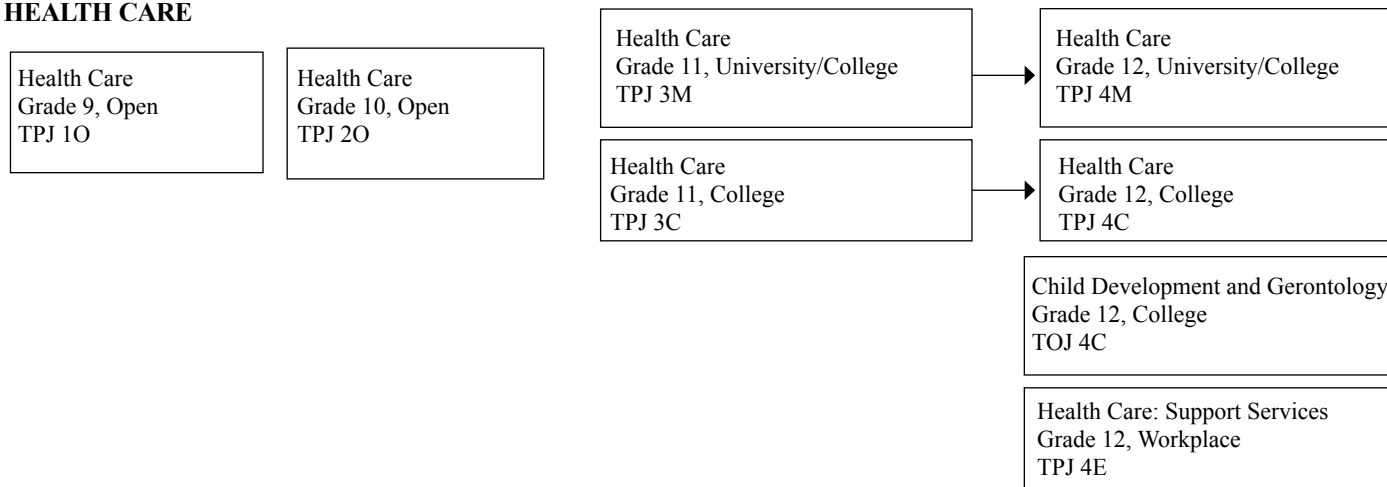 HEALTH CARE
Health Care
Grade 9, Open
TPJ 1O
Health Care
Grade 10, Open
TPJ 2O
Health Care
Grade 11, University/College
TPJ 3M
Health Care
Grade 12, University/College
TPJ 4M
Health Care
Grade 11, College
TPJ 3C
Health Care
Grade 12, College
TPJ 4C
Child Development and Gerontology
Grade 12, College
TOJ 4C
Health Care: Support Services
Grade 12, Workplace
TPJ 4E